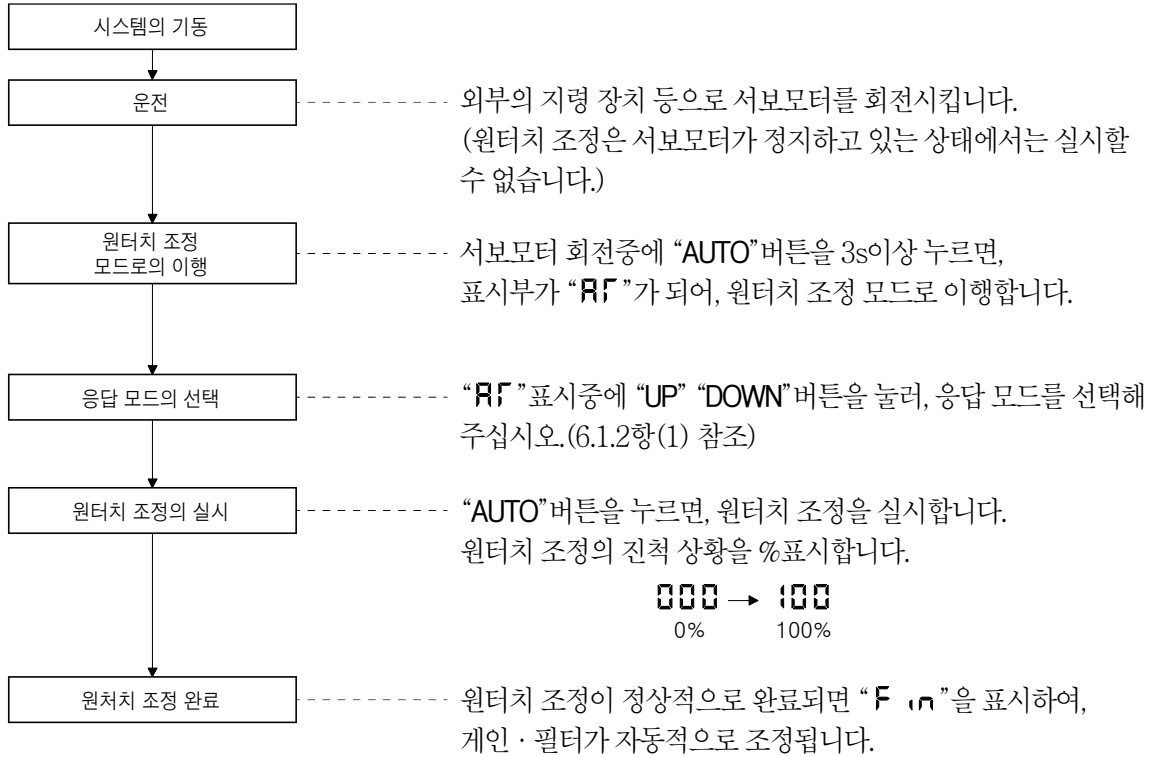 시스템의 기동
운전
외부의 지령 장치 등으로 서보모터를 회전시킵니다.
(원터치 조정은 서보모터가 정지하고 있는 상태에서는 실시할
수 없습니다.)
원터치 조정
모드로의 이행
서보모터 회전중에 “AUTO”버튼을 3s이상 누르면,
표시부가 “AΓ”가 되어, 원터치 조정 모드로 이행합니다.
응답 모드의 선택
“AΓ”표시중에 “UP” “DOWN”버튼을 눌러, 응답 모드를 선택해
주십시오.(6.1.2항(1) 참조)
원터치 조정의 실시
“AUTO”버튼을 누르면, 원터치 조정을 실시합니다.
원터치 조정의 진척 상황을 %표시합니다.
000 → 100
0% 100%
원처치 조정 완료
원터치 조정이 정상적으로 완료되면 “F in”을 표시하여,
게인 · 필터가 자동적으로 조정됩니다.